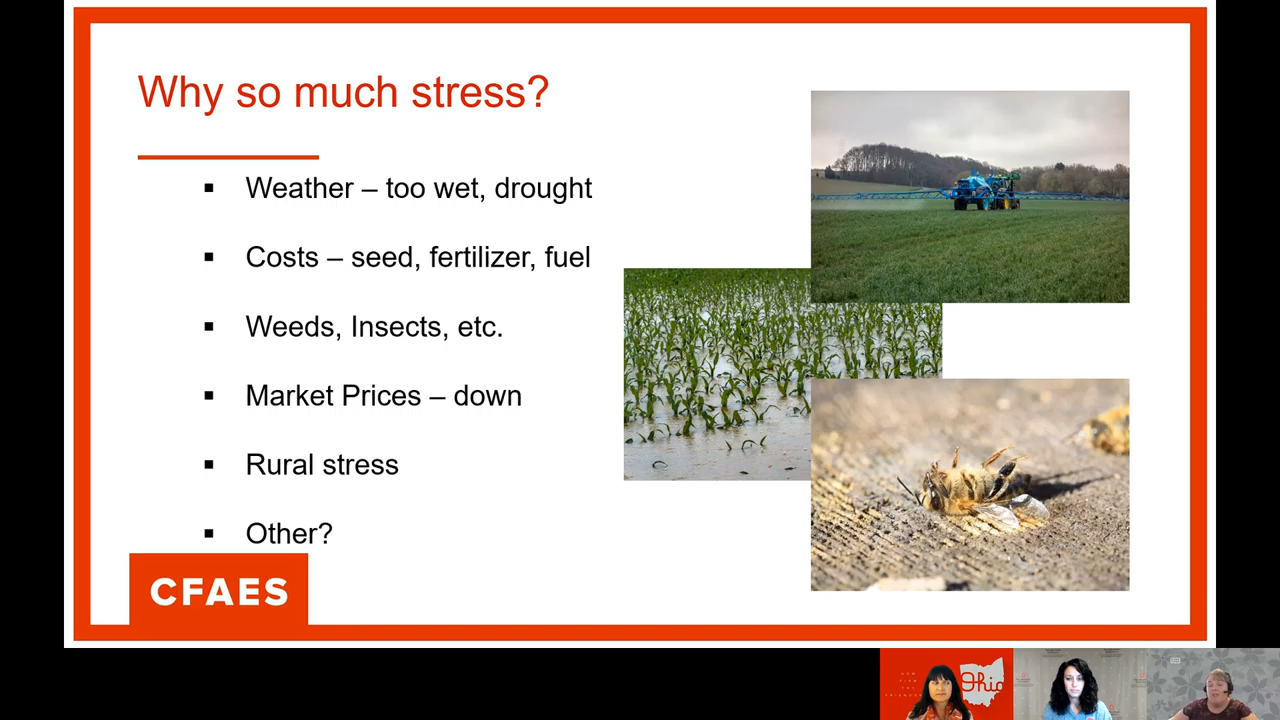 Why so much stress?
Weather – too wet, drought
Costs – seed, fertilizer, fuel
Weeds, Insects, etc.
Market Prices – down
Rural stress
Other?
CFAES
Ohio